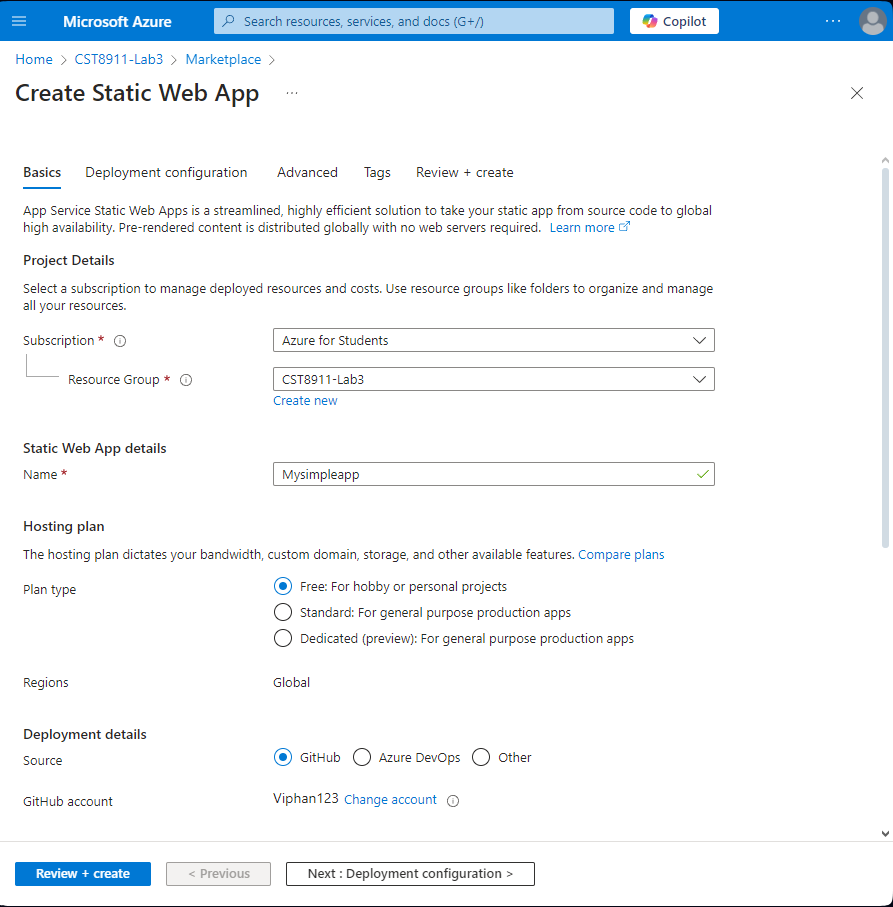 Microsoft Azure
Search resources, services, and docs (G+/)
Copilot
...
Home > CST8911-Lab3 > Marketplace >
Create Static Web App ...
Basics Deployment configuration Advanced Tags Review + create
App Service Static Web Apps is a streamlined, highly efficient solution to take your static app from source code to global
high availability. Pre-rendered content is distributed globally with no web servers required. Learn more
Project Details
Select a subscription to manage deployed resources and costs. Use resource groups like folders to organize and manage
all your resources.
Subscription * Azure for Students
Resource Group * CST8911-Lab3
Create new
Static Web App details
Name * Mysimpleapp
Hosting plan
The hosting plan dictates your bandwidth, custom domain, storage, and other available features. Compare plans
Plan type Free: For hobby or personal projects
Standard: For general purpose production apps
Dedicated (preview): For general purpose production apps
Regions Global
Deployment details
Source GitHub Azure DevOps Other
GitHub account Viphan123 Change account
Review + create < Previous Next : Deployment configuration >